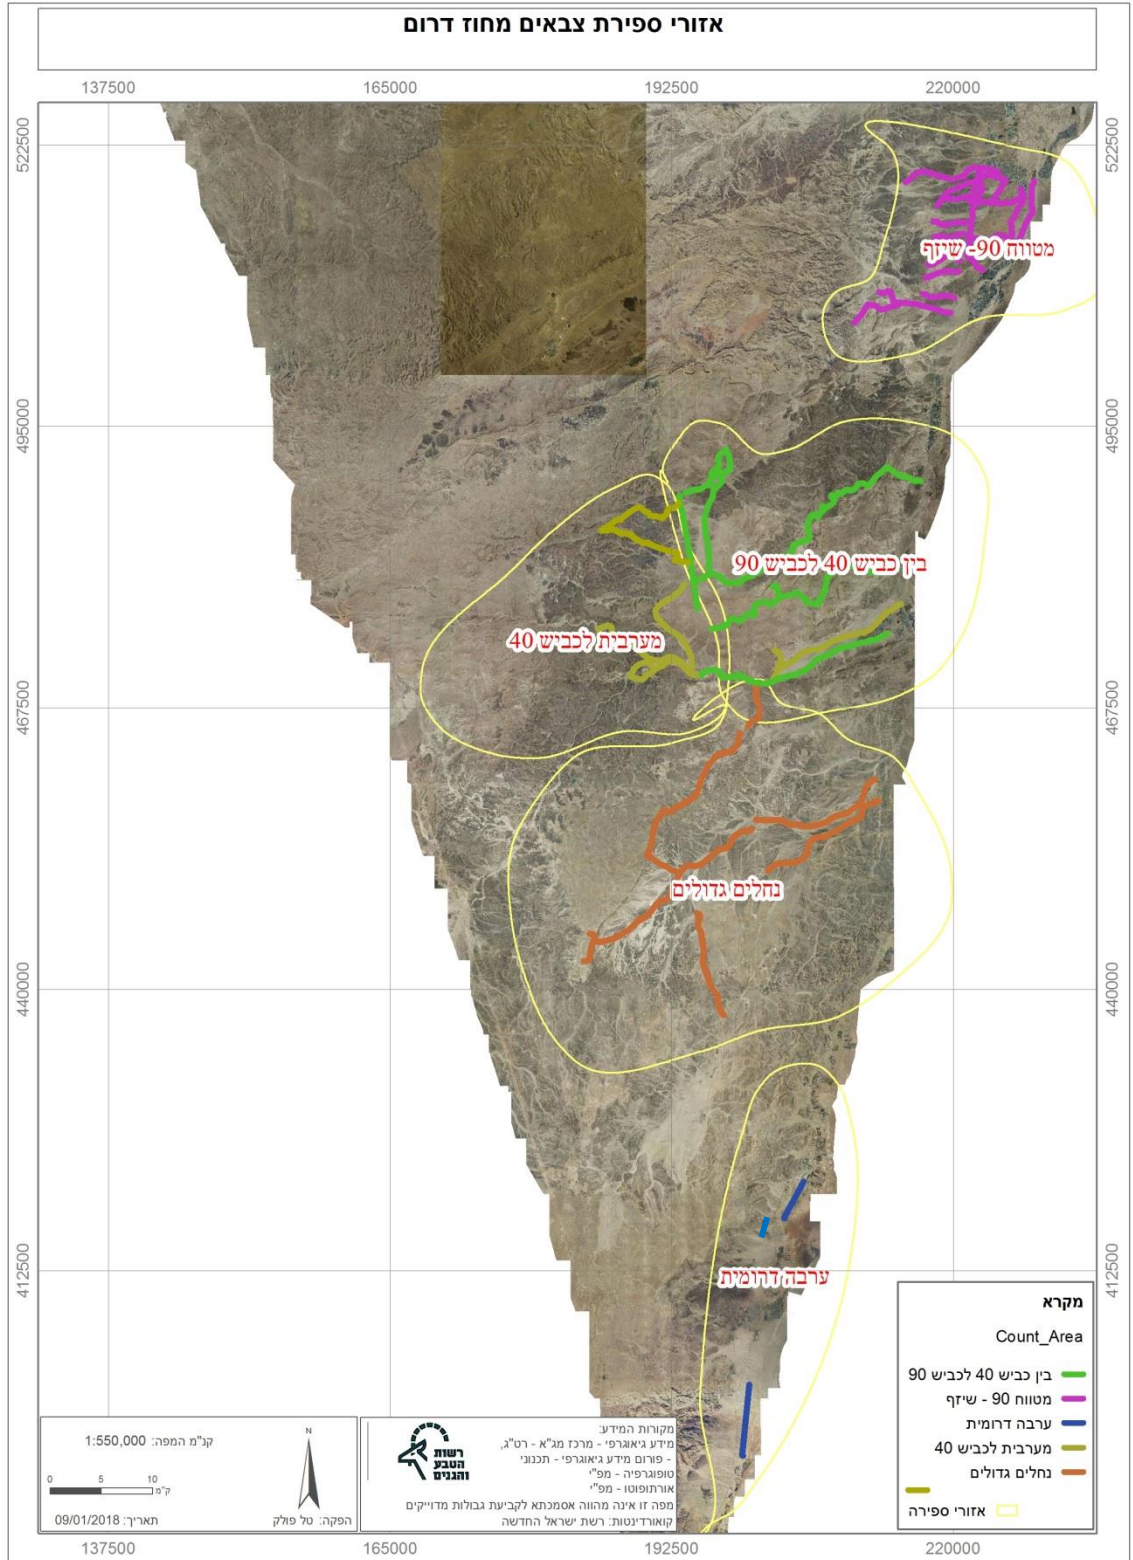 אזורי ספירת צבאים מחוז דרום
137500 165000 192500 220000
522500 522500
מטווח 90- שיזף
495000 495000
בין כביש 40 לכביש 90
מערבית לכביש 40
467500 467500
נחלים גדולים
440000 440000
ערבה דרומית
412500 412500
מקרא
Count_Area
בין כביש 40 לכביש 90
מטווח 90 - שיזף
ערבה דרומית
מערבית לכביש 40
נחלים גדולים
אזורי ספירה
מקורות המידע:
מידע גיאוגרפי - מרכז מג"א - רט"ג,
- פורום מידע גיאוגרפי - תכנוני
טופוגרפיה - מפ"י
אורתופוטו - מפ"י
מפה זו אינה מהווה אסמכתא לקביעת גבולות מדוייקים
קואורדינטות: רשת ישראל החדשה
רשות
הטבע
והגנים
N
הפקה: טל פולק
קנ"מ המפה: 1:550,000
0 5 10
ק"מ
תאריך: 09/01/2018
137500 165000 192500 220000